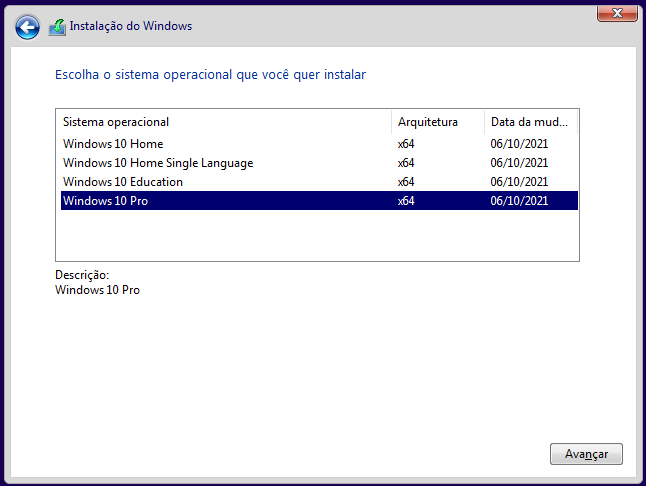 Instalação do Windows
Escolha o sistema operacional que você quer instalar
Sistema operacional Arquitetura Data da mud...
Windows 10 Home x64 06/10/2021
Windows 10 Home Single Language x64 06/10/2021
Windows 10 Education x64 06/10/2021
Windows 10 Pro x64 06/10/2021
Descrição:
Windows 10 Pro
Avançar